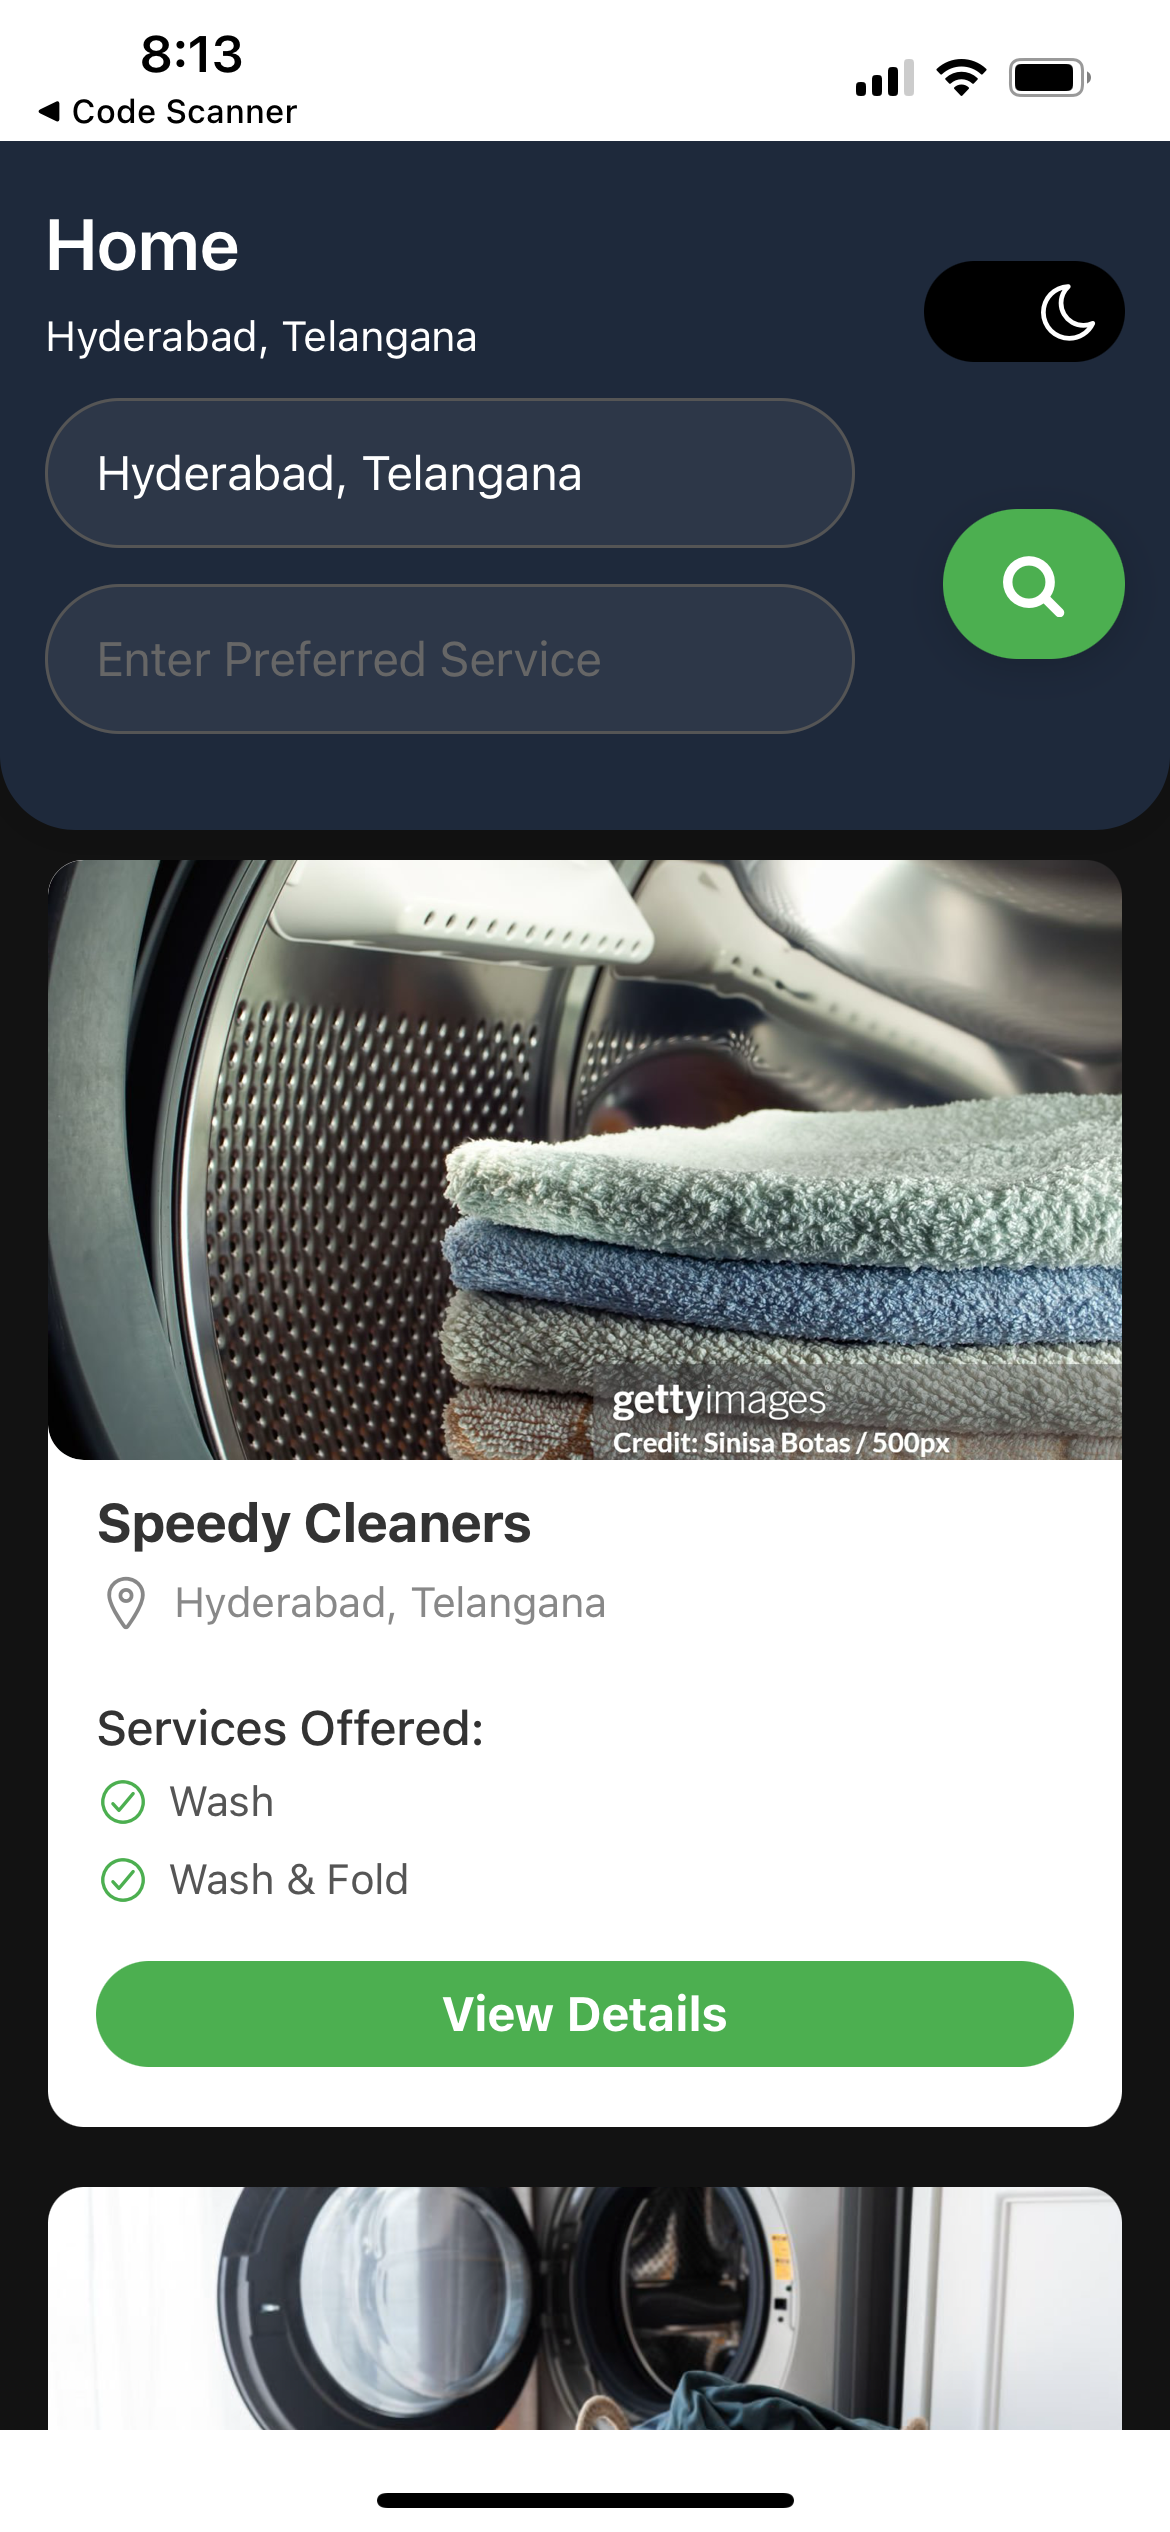 8:13
Code Scanner
Home
Hyderabad, Telangana
Hyderabad, Telangana
Enter Preferred Service
gettyimages
Credit: Sinisa Botas / 500px
Speedy Cleaners
Hyderabad, Telangana
Services Offered:
Wash
Wash & Fold
View Details